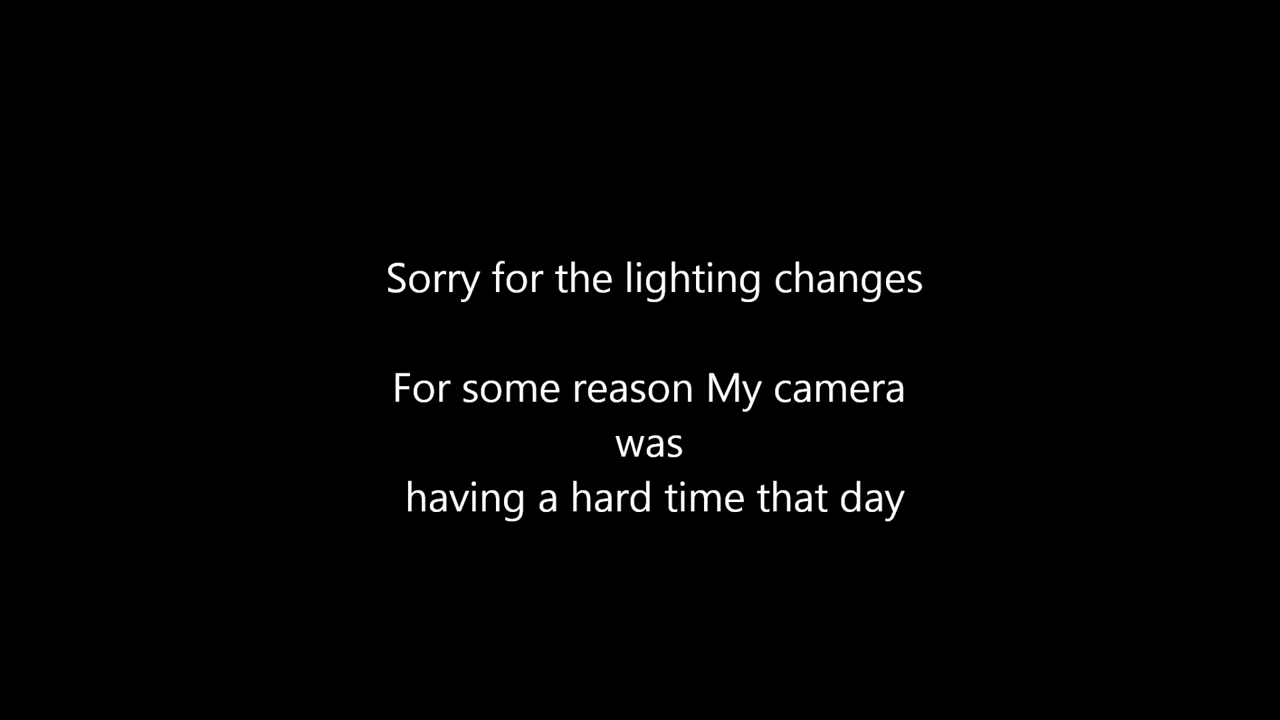 Sorry for the lighting changes
For some reason My camera
was
having a hard time that day